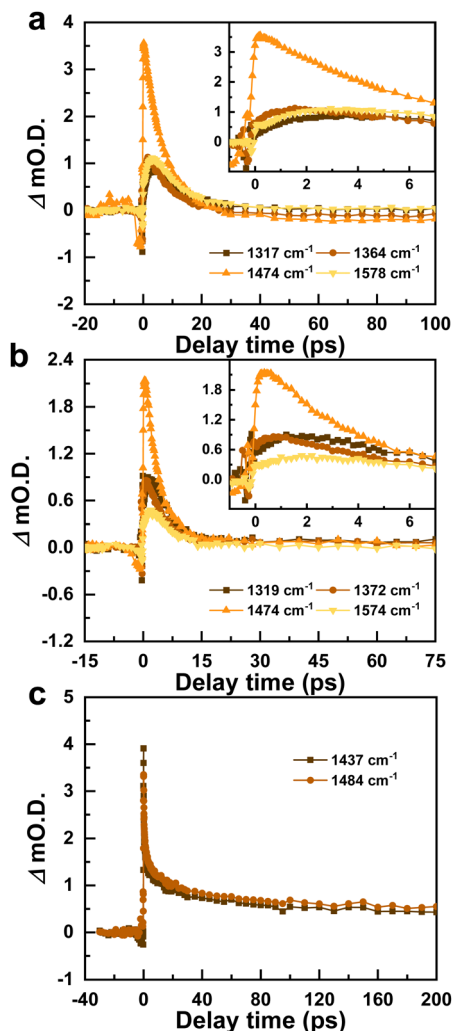 a
4
3
2
1
0
-1
-2
Δ mO.D.
3
2
1
0
0 2 4 6
1317 cm-1 1364 cm-1
1474 cm-1 1578 cm-1
-20 0 20 40 60 80 100
Delay time (ps)
b
2.4
1.8
1.2
0.6
0.0
-0.6
-1.2
Δ mO.D.
1.8
1.2
0.6
0.0
0 2 4 6
1319 cm-1 1372 cm-1
1474 cm-1 1574 cm-1
-15 0 15 30 45 60 75
Delay time (ps)
c
5
4
3
2
1
0
-1
Δ mO.D.
1437 cm-1
1484 cm-1
-40 0 40 80 120 160 200
Delay time (ps)